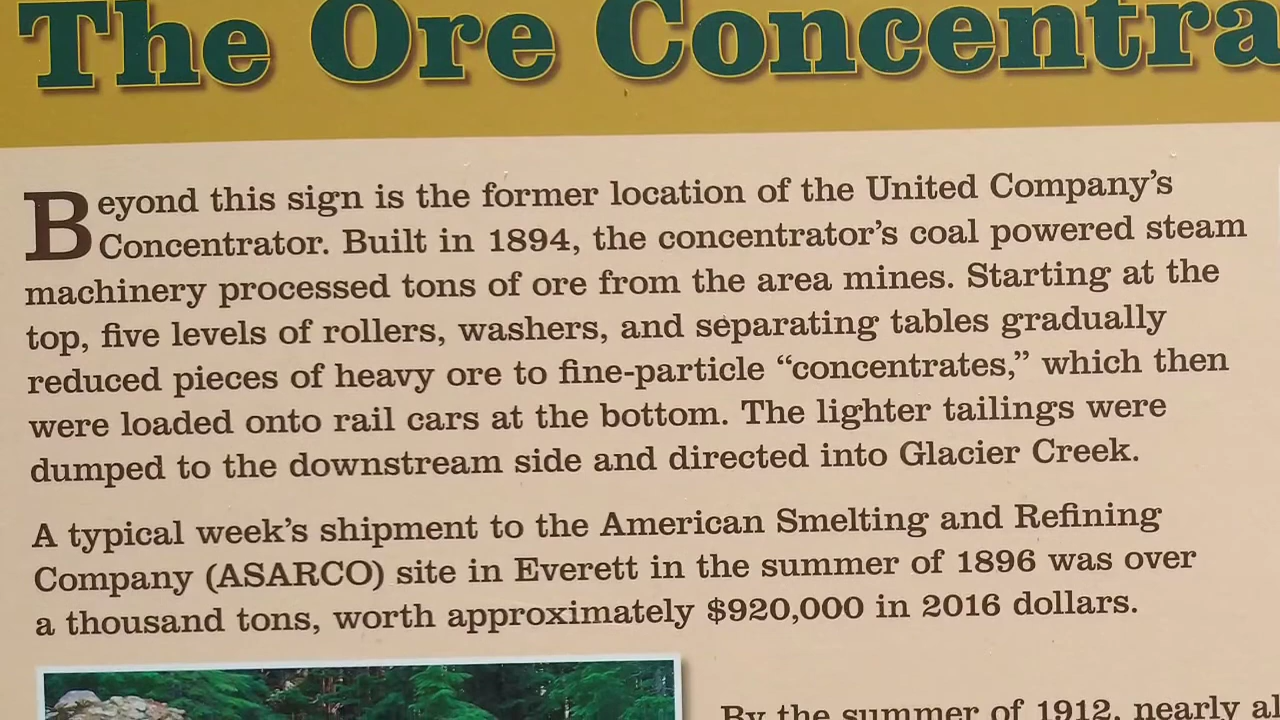 The Ore Concentra
Beyond this sign is the former location of the United Company's
Concentrator. Built in 1894, the concentrator's coal powered steam
machinery processed tons of ore from the area mines. Starting at the
top, five levels of rollers, washers, and separating tables gradually
reduced pieces of heavy ore to fine-particle “concentrates,” which then
were loaded onto rail cars at the bottom. The lighter tailings were
dumped to the downstream side and directed into Glacier Creek.
A typical week's shipment to the American Smelting and Refining
Company (ASARCO) site in Everett in the summer of 1896 was over
a thousand tons, worth approximately $920,000 in 2016 dollars.
By the summer of 1912, nearly al